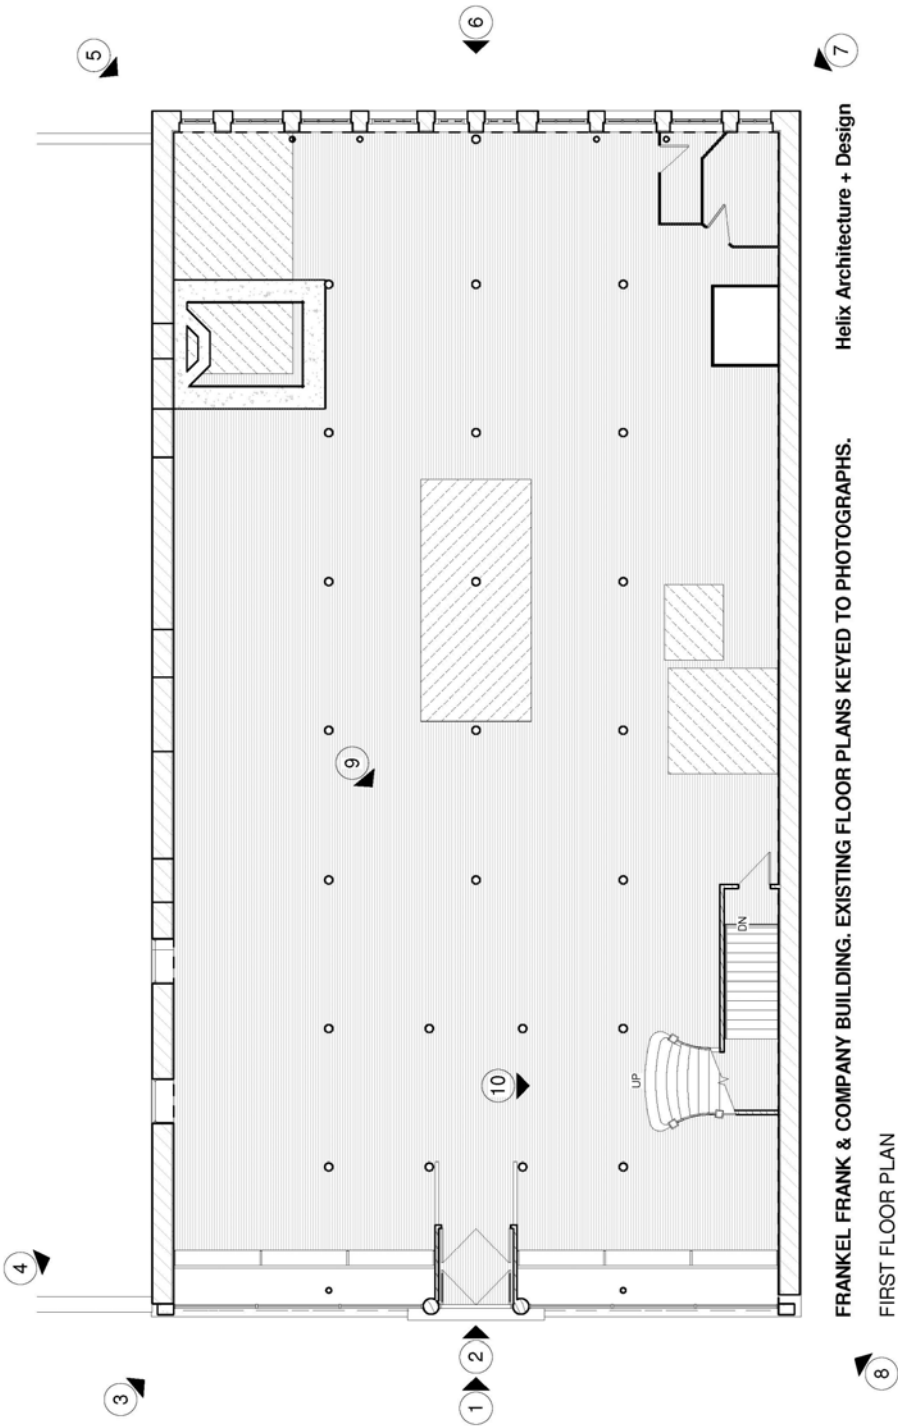 5
6
7
4
3
9
10
2
1
8
UP
DN
FRANKEL FRANK & COMPANY BUILDING. EXISTING FLOOR PLANS KEYED TO PHOTOGRAPHS.
Helix Architecture + Design
FIRST FLOOR PLAN